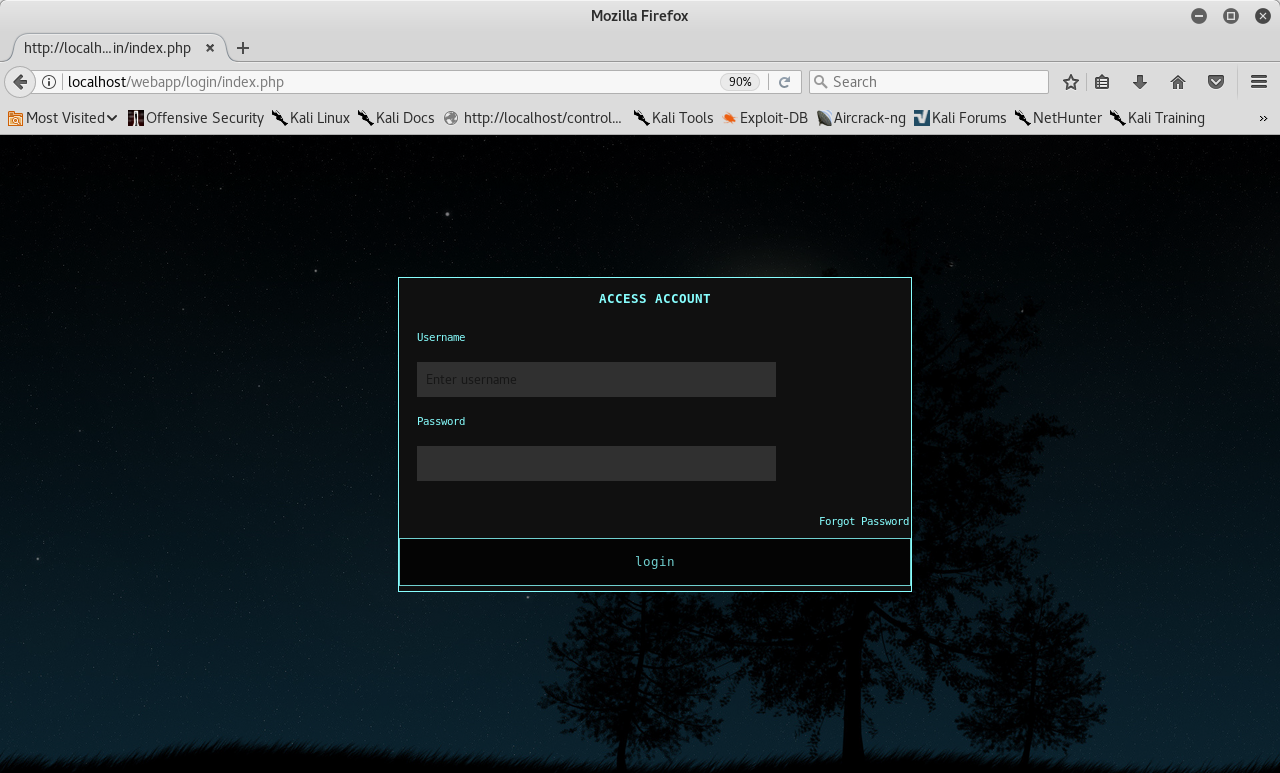 Mozilla Firefox
http://localh...in/index.php
localhost/webapp/login/index.php 90% Search
Most Visited Offensive Security Kali Linux Kali Docs http://localhost/control... Kali Tools Exploit-DB Aircrack-ng Kali Forums NetHunter Kali Training
ACCESS ACCOUNT
Username
Enter username
Password
Forgot Password
login